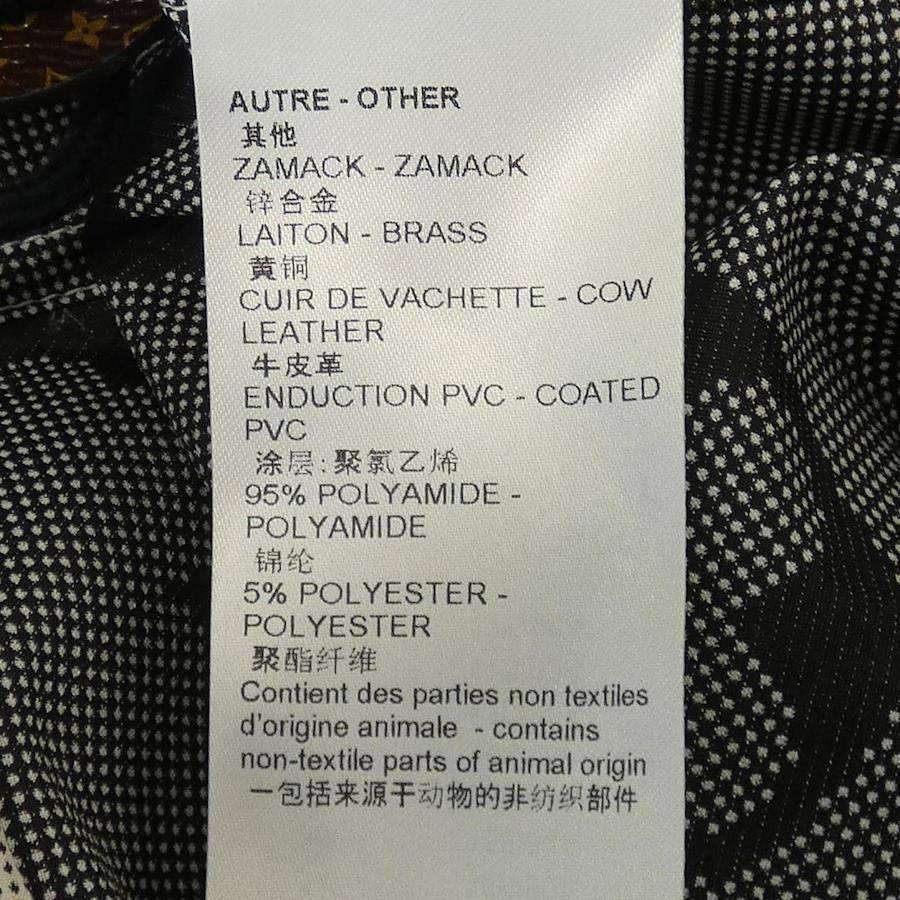 AUTRE - OTHER
其他
ZAMACK - ZAMACK
锌合金
LAITON - BRASS
黄铜
CUIR DE VACHETTE - COW
LEATHER
牛皮革
ENDUCTION PVC - COATED
PVC
涂层:聚氯乙烯
95% POLYAMIDE -
POLYAMIDE
锦纶
5% POLYESTER -
POLYESTER
聚酯纤维
Contient des parties non textiles
d'origine animale - contains
non-textile parts of animal origin
一包括来源于动物的非纺织部件